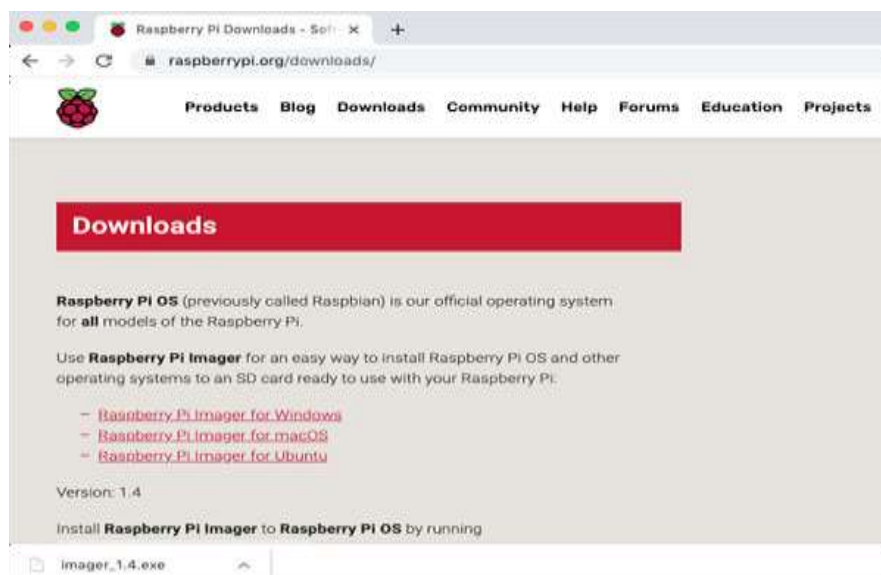 Raspberry Pi Downloads - Sof
raspberrypi.org/downloads/
Products Blog Downloads Community Help Forums Education Projects
Downloads
Raspberry Pi OS (previously called Raspbian) is our official operating system
for all models of the Raspberry Pi.
Use Raspberry Pi Imager for an easy way to install Raspberry Pi OS and other
operating systems to an SD card ready to use with your Raspberry Pi:
– Raspberry Pi Imager for Windows
– Raspberry Pi Imager for macOS
– Raspberry Pi Imager for Ubuntu
Version: 1.4
Install Raspberry Pi Imager to Raspberry Pi OS by running
imager_1.4.exe